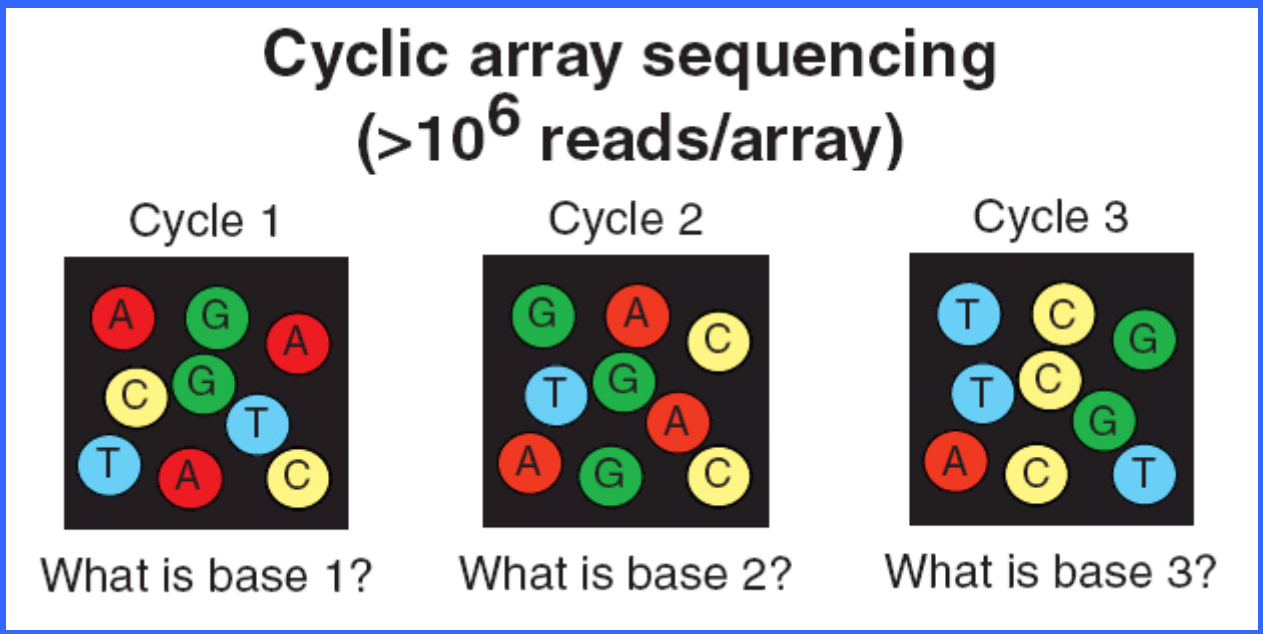 Cyclic array sequencing
(>10⁶ reads/array)
Cycle 1
A G A
C G T
T A C
What is base 1?
Cycle 2
G A C
T G A
A G C
What is base 2?
Cycle 3
T C G
T C G
A C T
What is base 3?